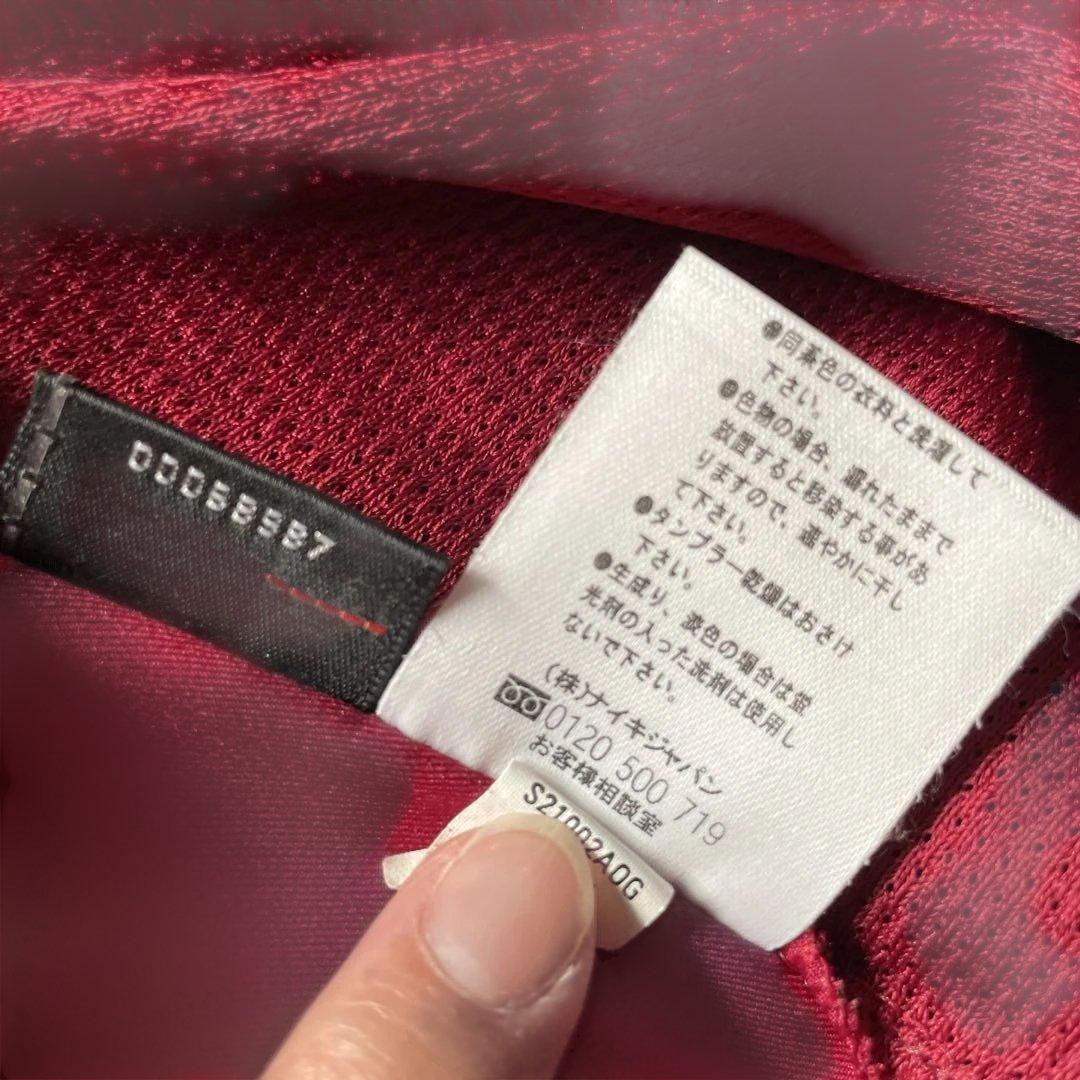 ●同系色の衣料と洗濯して
下さい。
●色物の場合、濡れたままで
放置すると移染する事があ
りますので、速やかに干し
て下さい。
●タンブラー乾燥はおさけ
下さい。
●生成り、淡色の場合は蛍
光剤の入った洗剤は使用し
ないで下さい。
(株)ナイキジャパン
0120 500 719
お客様相談室